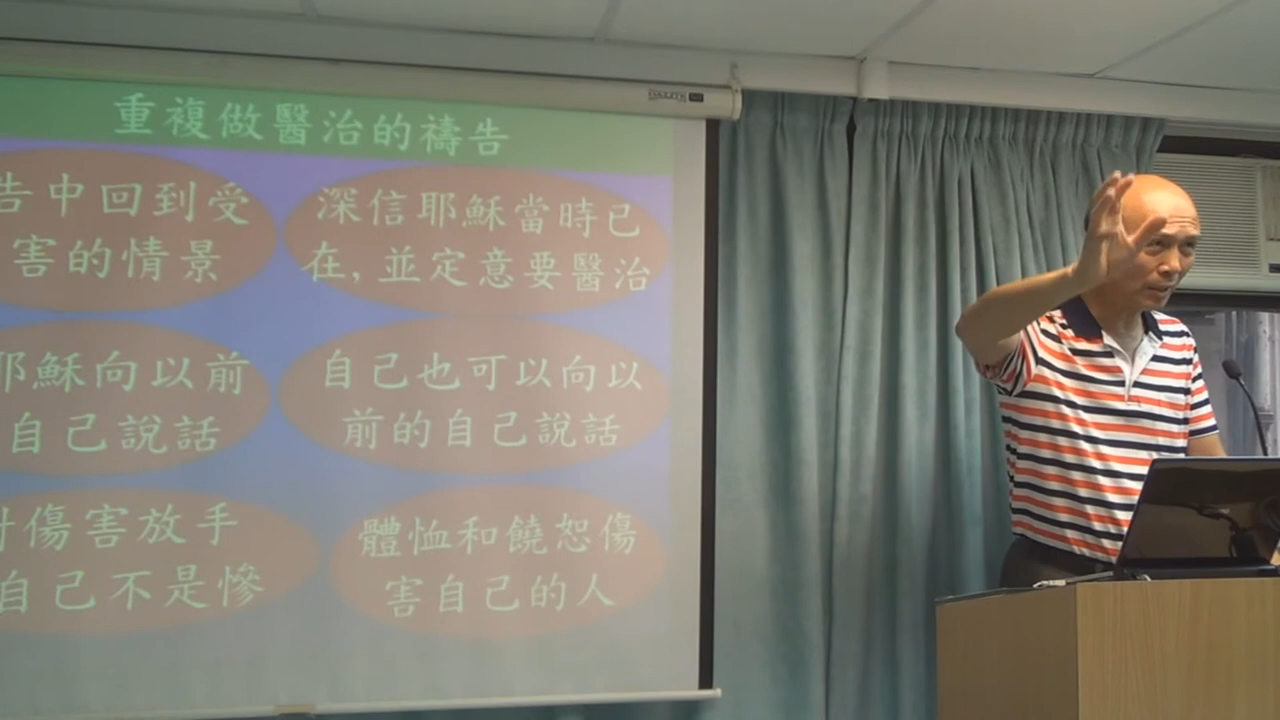 重複做醫治的禱告
告中回到受
害的情景
深信耶穌當時已
在,並定意要醫治
耶穌向以前
自己說話
自己也可以向以
前的自己說話
對傷害放手
自己不是慘
體恤和饒恕傷
害自己的人